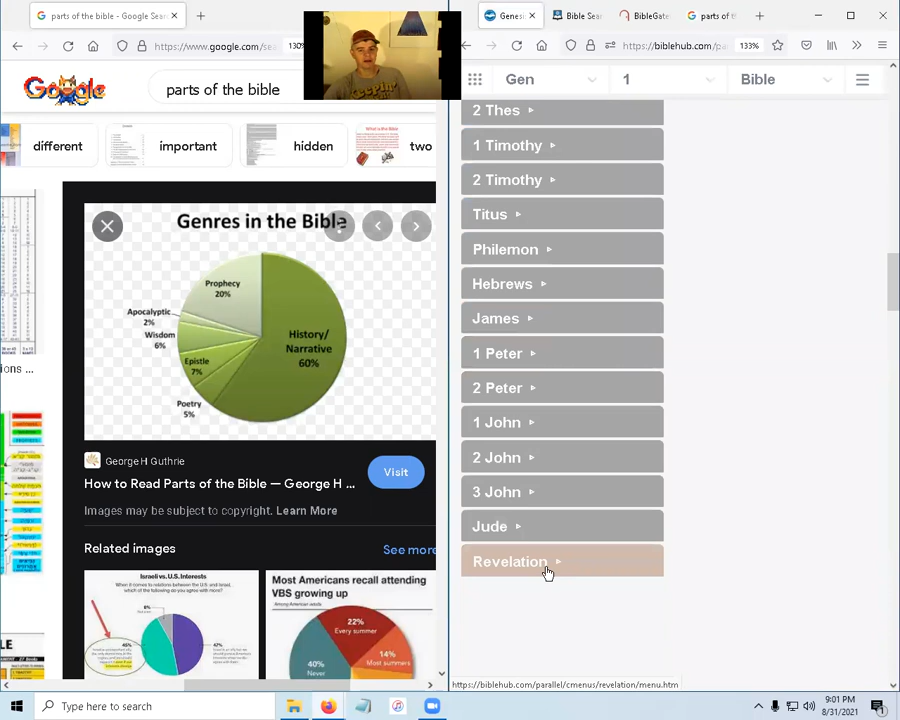 parts of the bible - Google Sear
https://www.google.com/se
130%
Google
parts of the bible
different
important
hidden
two
Genres in the Bible
Prophecy
20%
Apocalyptic
2%
Wisdom
6%
Epistle
7%
Poetry
5%
History/
Narrative
60%
ions ...
George H Guthrie
How to Read Parts of the Bible — George H ...
Visit
Images may be subject to copyright. Learn More
Related images
See more
Israeli vs. U.S. Interests
Most Americans recall attending
VBS growing up
22%
Every summer
14%
Most summers
40%
Never
Genesi
Bible Sear
BibleGate
parts of th
https://biblehub.com/pa
133%
Gen
1
Bible
2 Thes
1 Timothy
2 Timothy
Titus
Philemon
Hebrews
James
1 Peter
2 Peter
1 John
2 John
3 John
Jude
Revelation
https://biblehub.com/parallel/cmenus/revelation/menu.htm
Type here to search
9:01 PM
8/31/2021